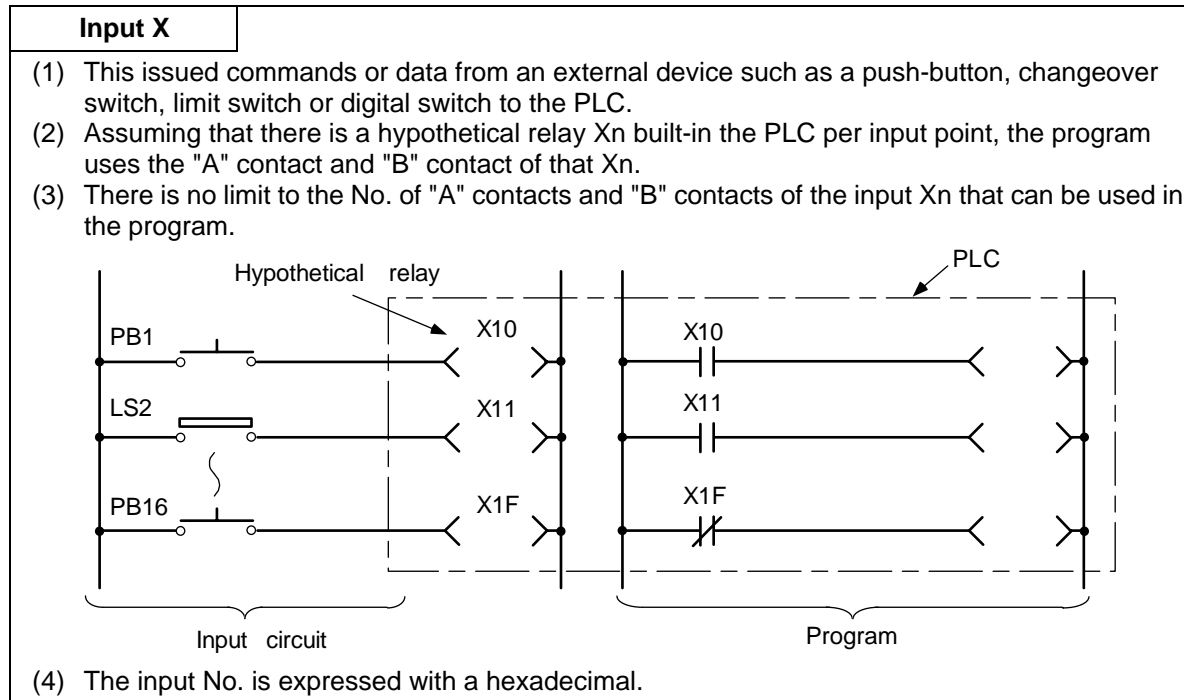 Input X
(1) This issued commands or data from an external device such as a push-button, changeover
switch, limit switch or digital switch to the PLC.
(2) Assuming that there is a hypothetical relay Xn built-in the PLC per input point, the program
uses the "A" contact and "B" contact of that Xn.
(3) There is no limit to the No. of "A" contacts and "B" contacts of the input Xn that can be used in
the program.
Hypothetical relay
PLC
PB1
X10
X10
LS2
X11
X11
PB16
X1F
X1F
Input circuit
Program
(4) The input No. is expressed with a hexadecimal.